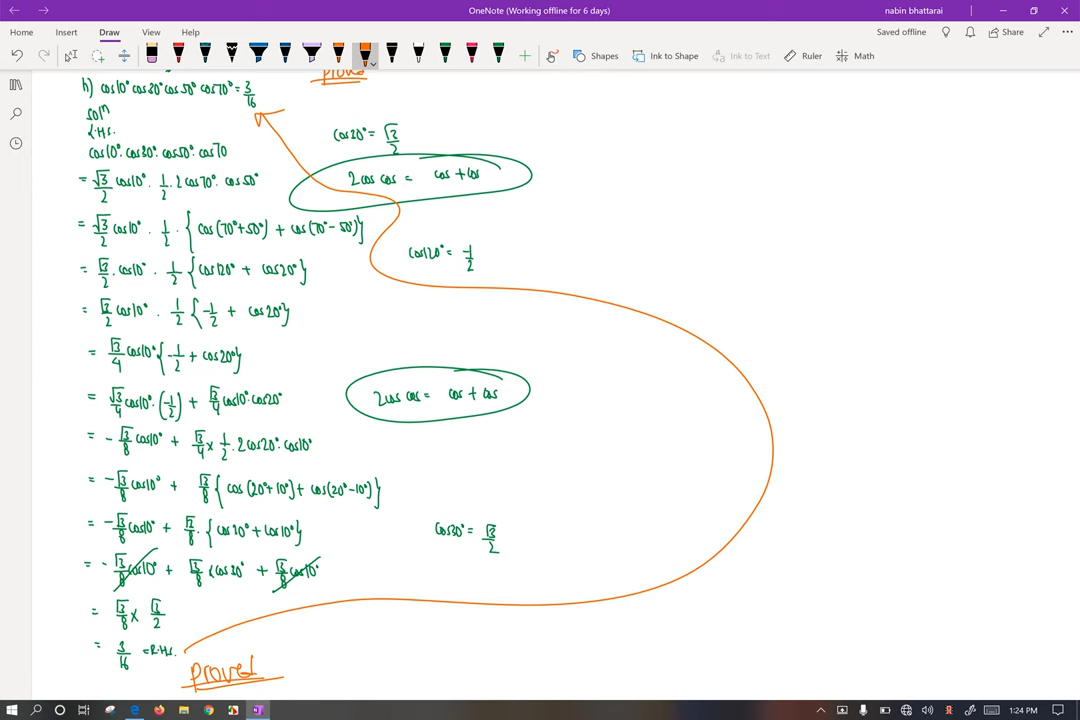 OneNote (Working offline for 6 days)
nabin bhattarai
Home Insert Draw View Help
Saved offline Share
Shapes Ink to Shape Ink to Text Ruler Math
proved
h) cos10° cos30° cos50° cos70° = 3/16
solⁿ
L.H.S.
cos10°. cos30°. cos50°. cos70
cos30° = √3/2
= √3/2 cos10° . 1/2 . 2cos70° . cos50°
2cos cos = cos + cos
= √3/2 cos10° . 1/2 . { cos(70°+50°) + cos(70°-50°)}
cos120° = -1/2
= √3/2 . cos10° . 1/2 { cos120° + cos20°}
= √3/2 cos10° . 1/2 { -1/2 + cos20°}
= √3/4 cos10° { -1/2 + cos20°}
= √3/4 cos10° . (-1/2) + √3/4 cos10° . cos20°
2cos cos = cos + cos
= - √3/8 cos10° + √3/4 × 1/2 . 2cos20° . cos10°
= - √3/8 cos10° + √3/8 { cos(20°+10°) + cos(20°-10°)}
= - √3/8 cos10° + √3/8 . { cos30° + cos10°}
cos30° = √3/2
= - √3/8 cos10° + √3/8 cos30° + √3/8 cos10°
= √3/8 × √3/2
= 3/16 = R.H.S.
proved
1:24 PM